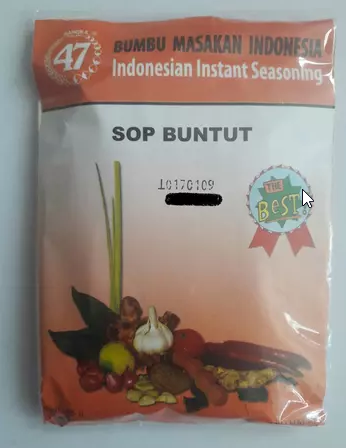 47
BUMBU MASAKAN INDONESIA
Indonesian Instant Seasoning
SOP BUNTUT
10170109
THE
BEST